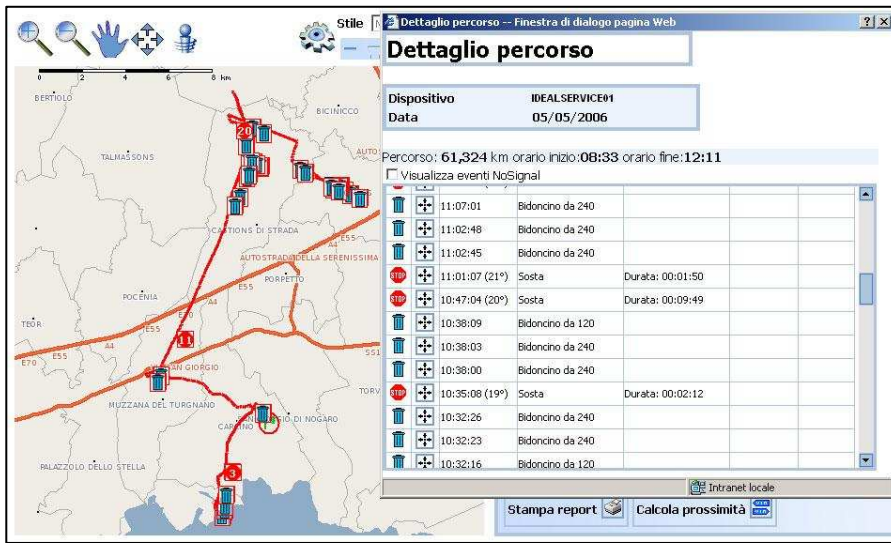 Stile
0 2 4 6 8 km
BERTIOLO
BICINICCO
20
TALMASSONS
CASTIONS DI STRADA
E55
A4
AUTOSTRADA DELLA SERENISSIMA
E55
PORPETTO
POCENIA
A4
E70
TEOR
E55
11
E55
A4
E70
SS1
SAN GIORGIO
MUZZANA DEL TURGNANO
TORV
CARLINO
DI NOGARO
PALAZZOLO DELLO STELLA
3
Dettaglio percorso -- Finestra di dialogo pagina Web
Dettaglio percorso
Dispositivo IDEALSERVICE01
Data 05/05/2006
Percorso: 61,324 km orario inizio:08:33 orario fine:12:11
Visualizza eventi NoSignal
11:07:01 Bidoncino da 240
11:02:48 Bidoncino da 240
11:02:45 Bidoncino da 240
STOP 11:01:07 (21°) Sosta Durata: 00:01:50
STOP 10:47:04 (20°) Sosta Durata: 00:09:49
10:38:09 Bidoncino da 120
10:38:03 Bidoncino da 240
10:38:00 Bidoncino da 240
STOP 10:35:08 (19°) Sosta Durata: 00:02:12
10:32:26 Bidoncino da 240
10:32:23 Bidoncino da 240
10:32:16 Bidoncino da 120
Intranet locale
Stampa report Calcola prossimità